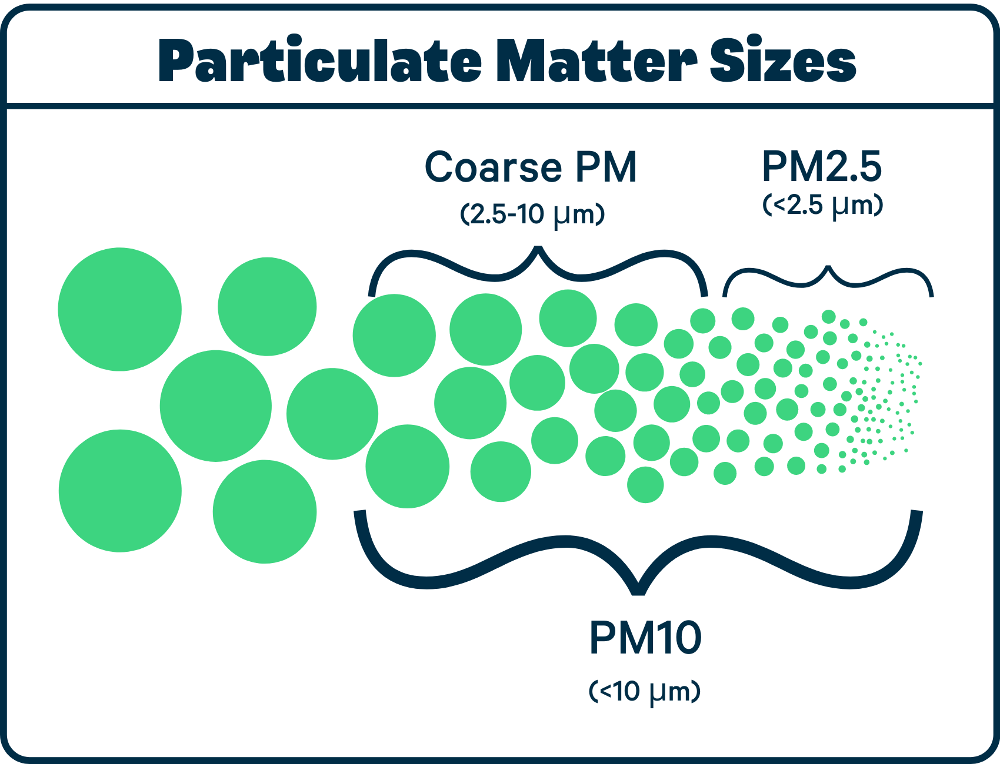 Particulate Matter Sizes
Coarse PM
(2.5-10 μm)
PM2.5
(<2.5 μm)
PM10
(<10 μm)